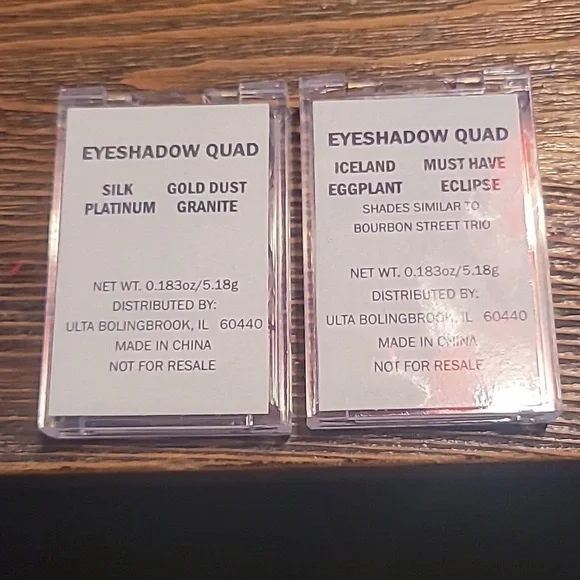 EYESHADOW QUAD
SILK GOLD DUST
PLATINUM GRANITE
NET WT. 0.183oz/5.18g
DISTRIBUTED BY:
ULTA BOLINGBROOK, IL 60440
MADE IN CHINA
NOT FOR RESALE
EYESHADOW QUAD
ICELAND MUST HAVE
EGGPLANT ECLIPSE
SHADES SIMILAR TO
BOURBON STREET TRIO
NET WT. 0.183oz/5.18g
DISTRIBUTED BY:
ULTA BOLINGBROOK, IL 60440
MADE IN CHINA
NOT FOR RESALE